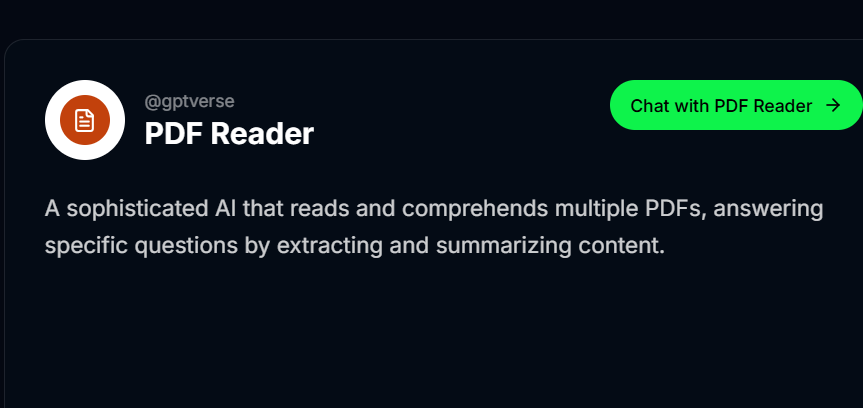 @gptverse
PDF Reader
Chat with PDF Reader →
A sophisticated AI that reads and comprehends multiple PDFs, answering
specific questions by extracting and summarizing content.